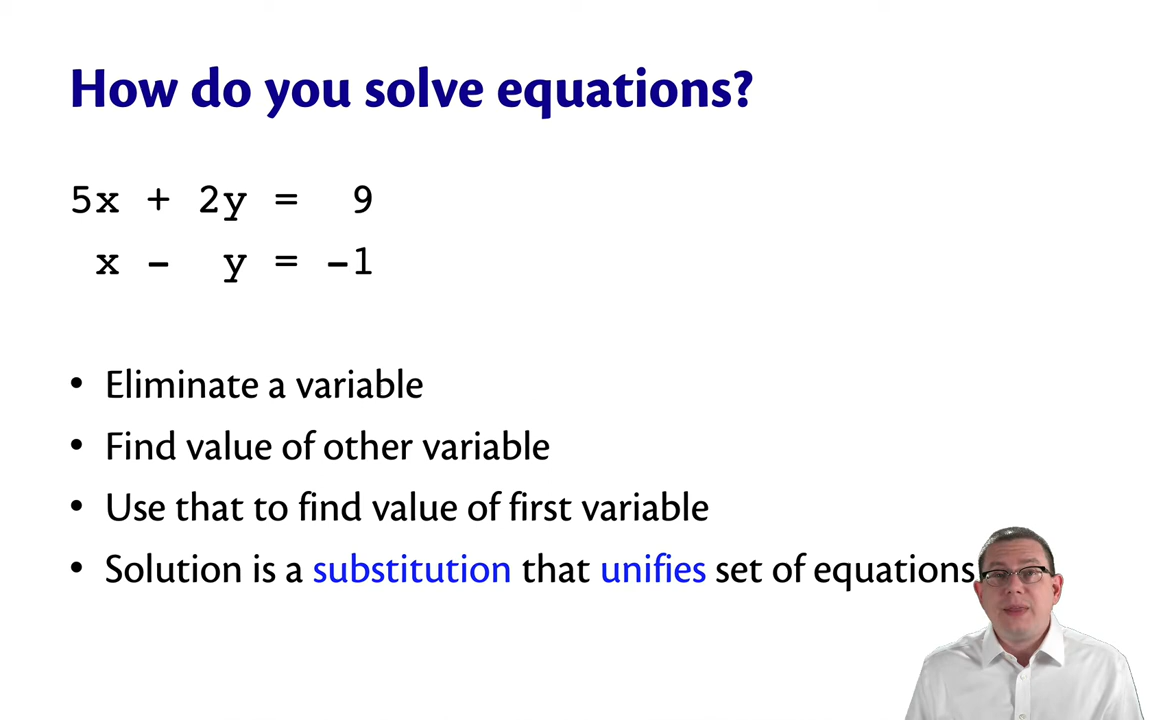 How do you solve equations?
5x + 2y = 9
x - y = -1
• Eliminate a variable
• Find value of other variable
• Use that to find value of first variable
• Solution is a substitution that unifies set of equations